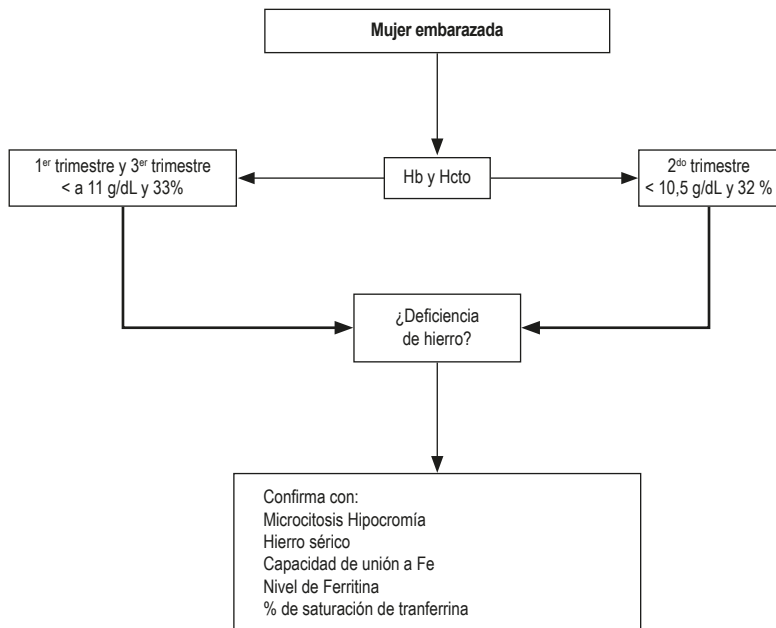 Mujer embarazada
1er trimestre y 3er trimestre
< a 11 g/dL y 33%
Hb y Hcto
2do trimestre
< 10,5 g/dL y 32 %
¿Deficiencia
de hierro?
Confirma con:
Microcitosis Hipocromía
Hierro sérico
Capacidad de unión a Fe
Nivel de Ferritina
% de saturación de tranferrina